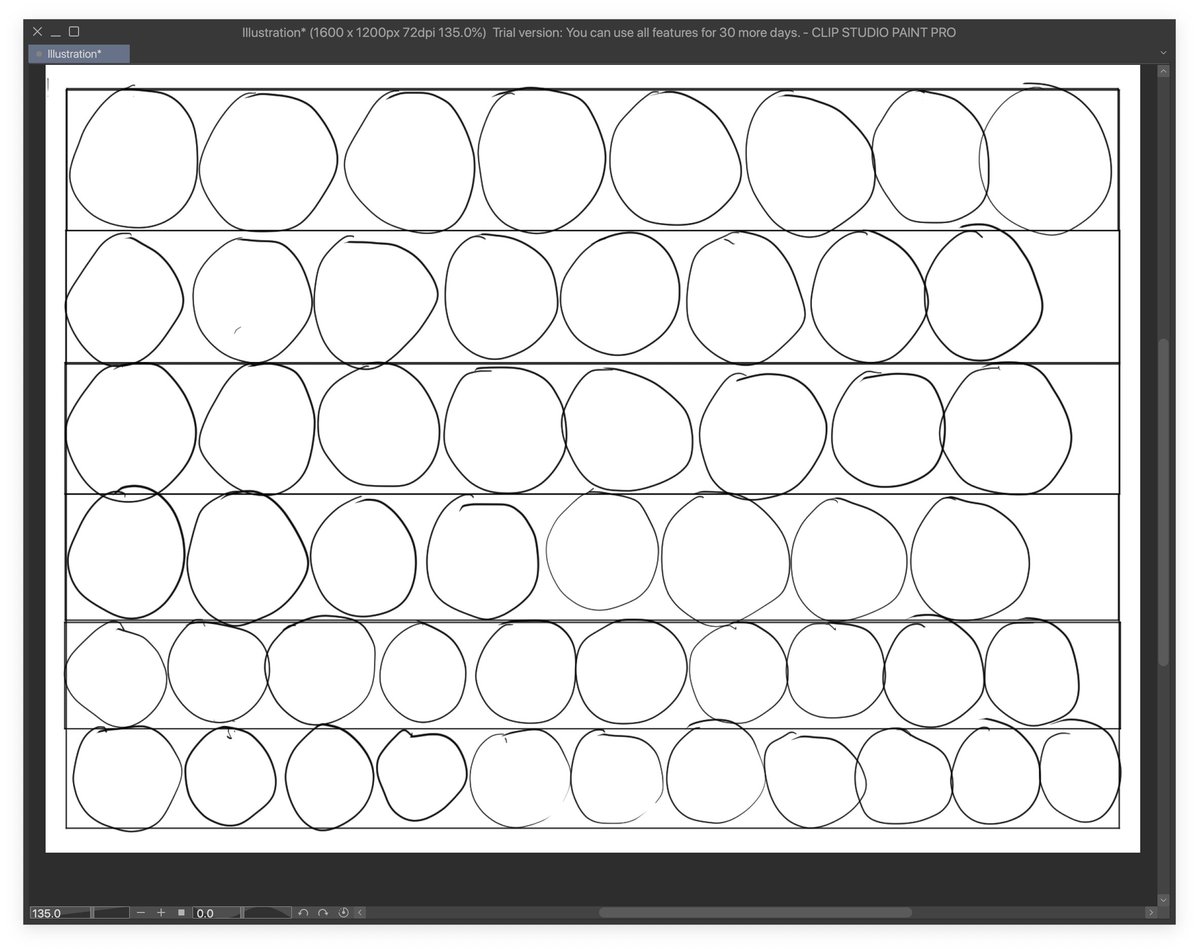 Illustration* (1600 x 1200px 72dpi 135.0%)  Trial version: You can use all features for 30 more days. - CLIP STUDIO PAINT PRO
Illustration*
135.0
0.0